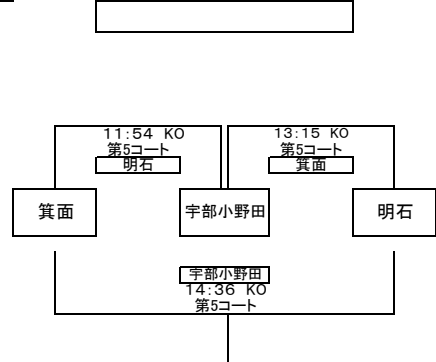 11:54 KO
第5コート
明石
13:15 KO
第5コート
箕面
箕面
宇部小野田
明石
宇部小野田
14:36 KO
第5コート